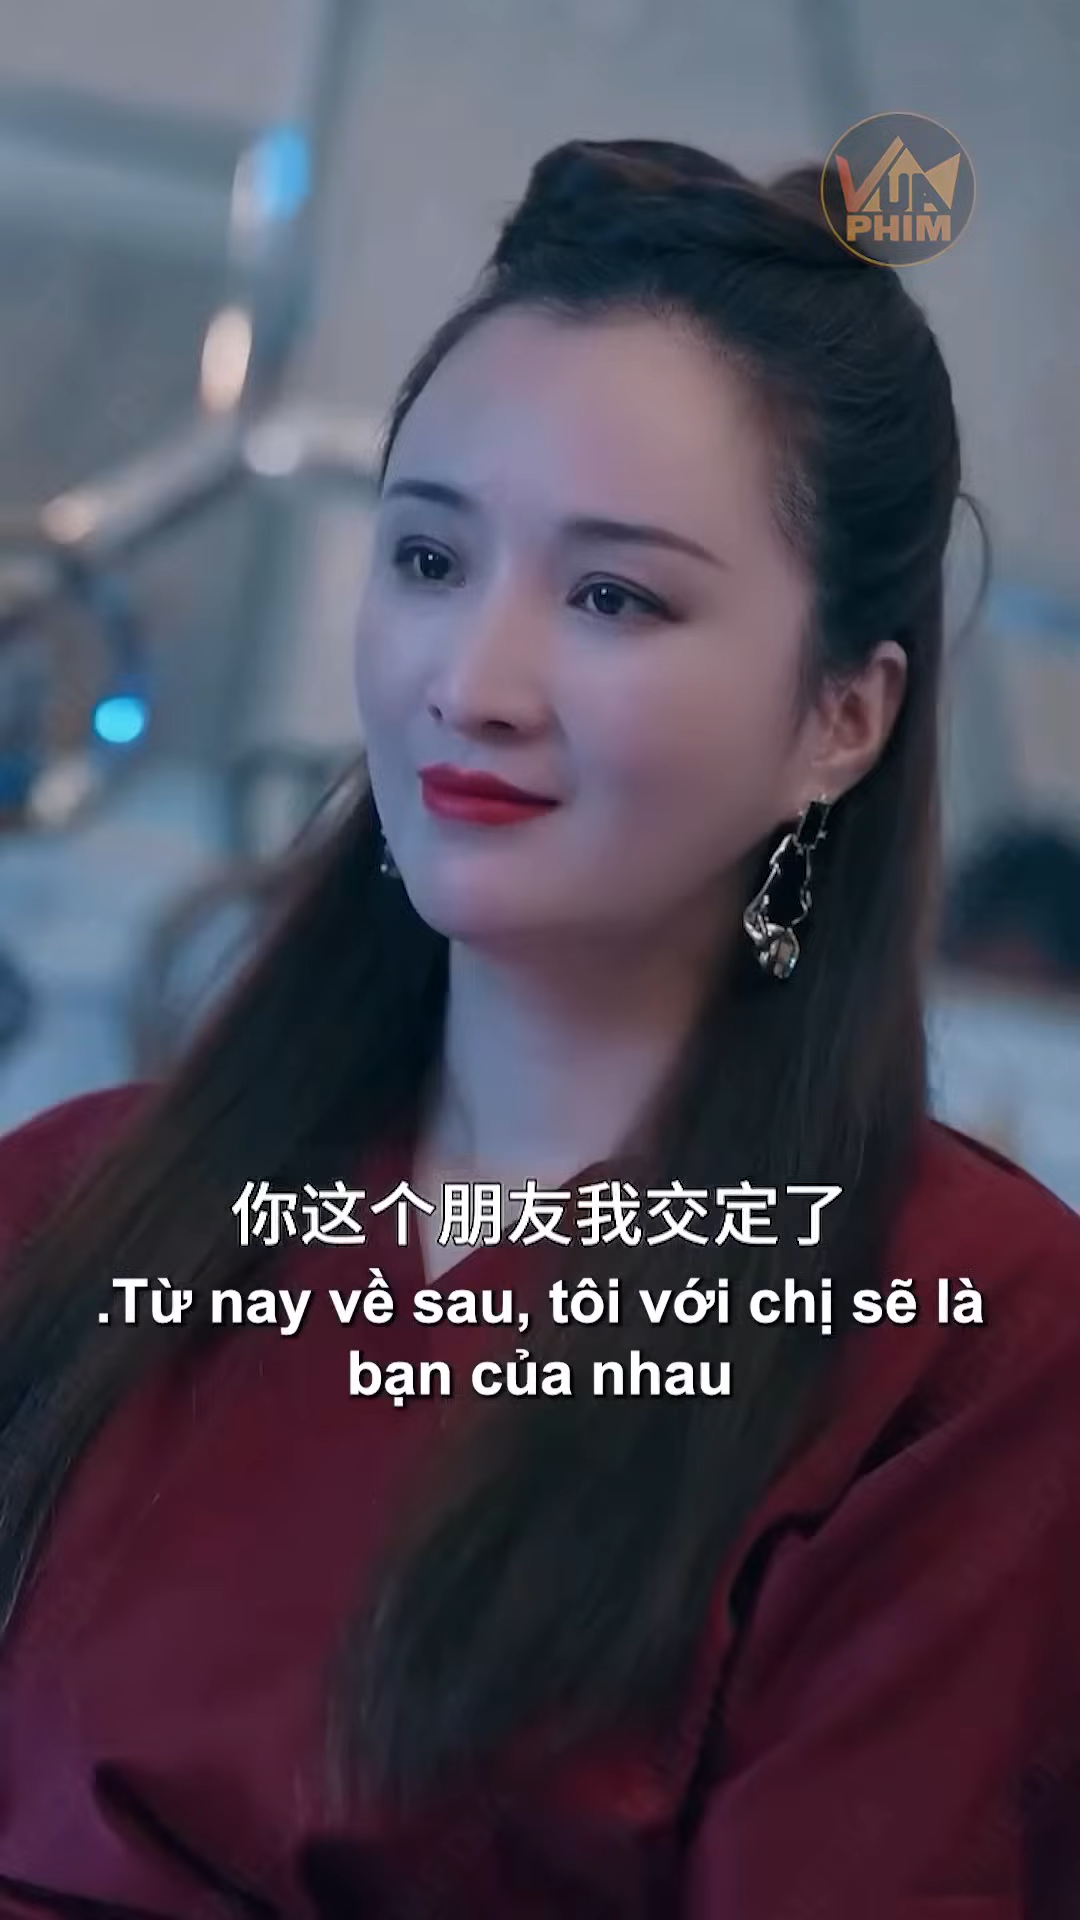 VUA
PHIM
你这个朋友我交定了
.Từ nay về sau, tôi với chị sẽ là
bạn của nhau